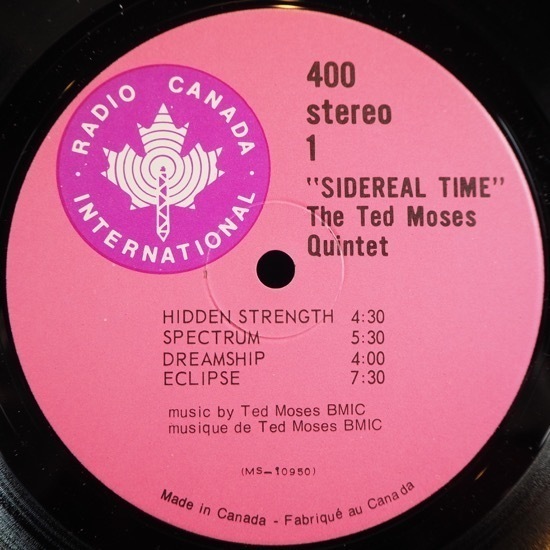 RADIO CANADA
INTERNATIONAL
400
stereo
1
"SIDEREAL TIME"
The Ted Moses
Quintet
HIDDEN STRENGTH 4:30
SPECTRUM 5:30
DREAMSHIP 4:00
ECLIPSE 7:30
music by Ted Moses BMIC
musique de Ted Moses BMIC
(MS-10950)
Made in Canada - Fabriqué au Canada